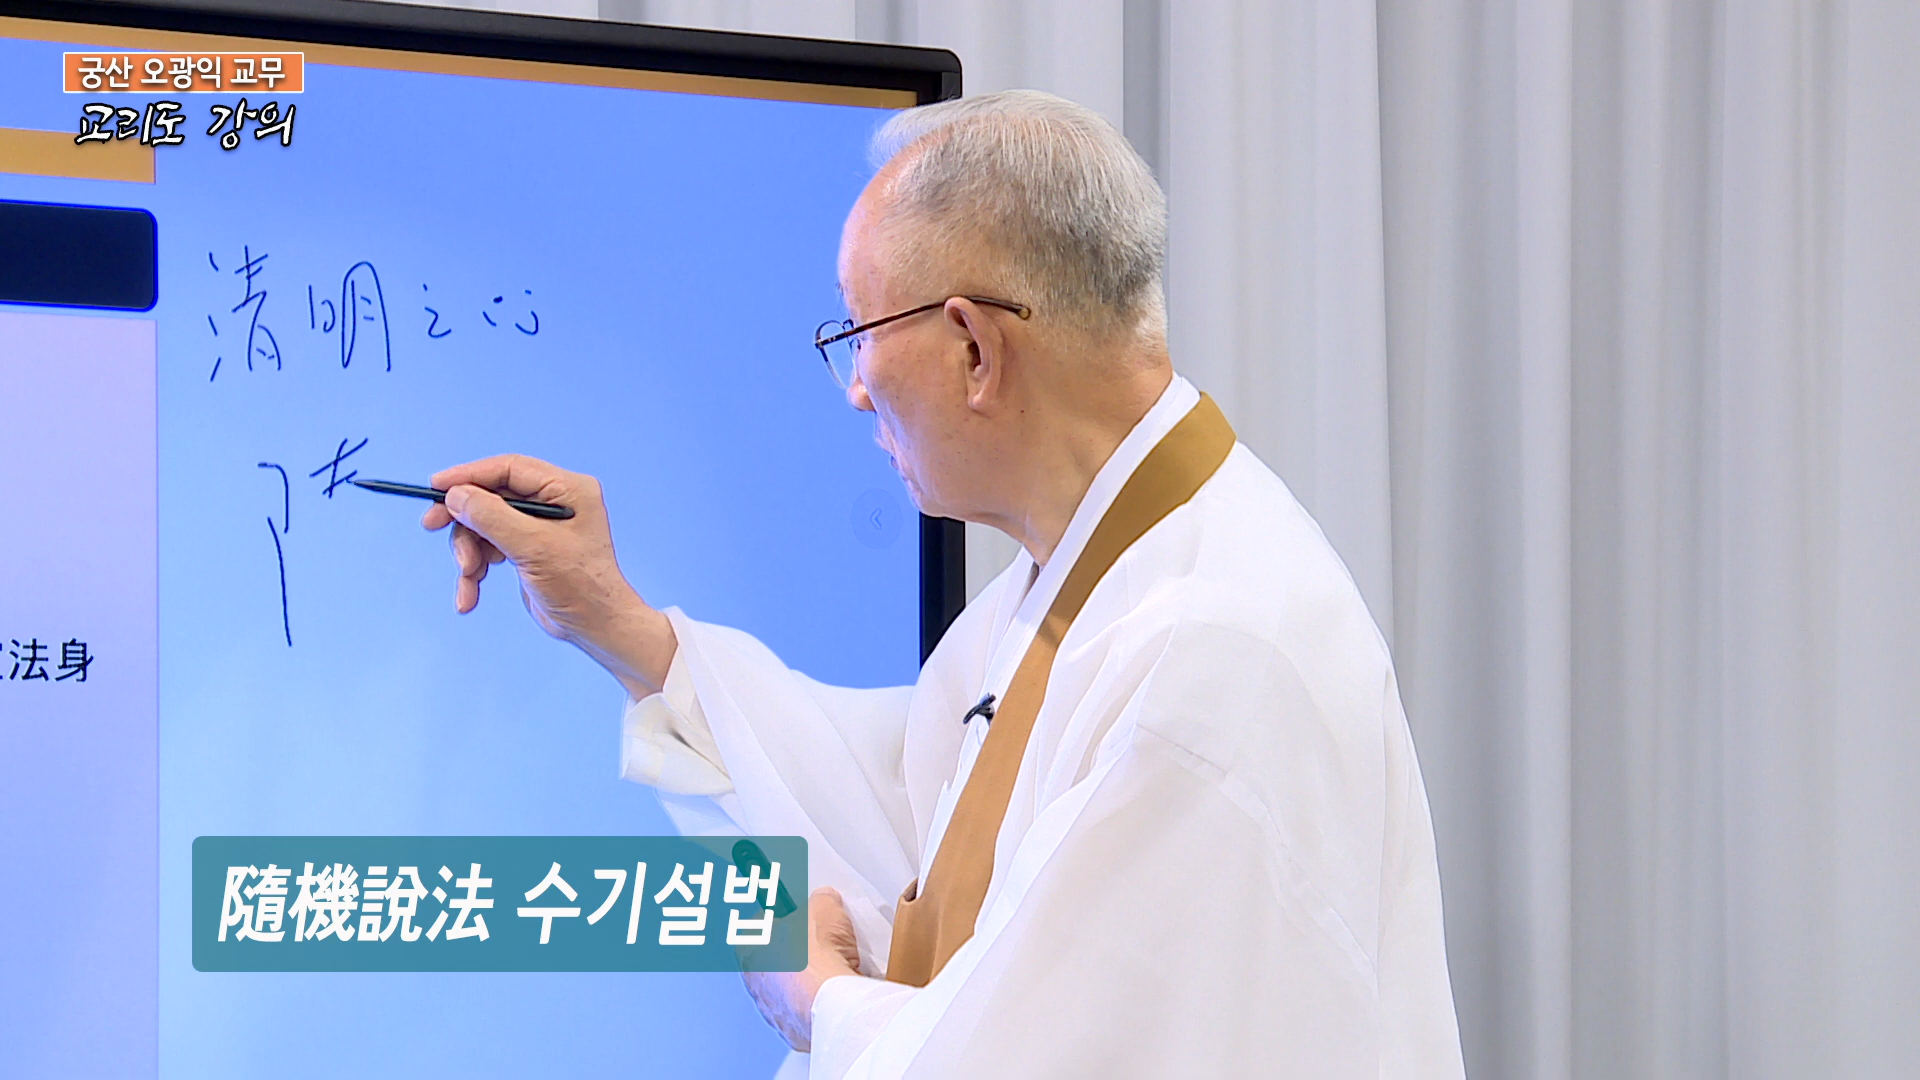 궁산 오광익 교무
교리도 강의
清明之心
法身
隨機說法 수기설법